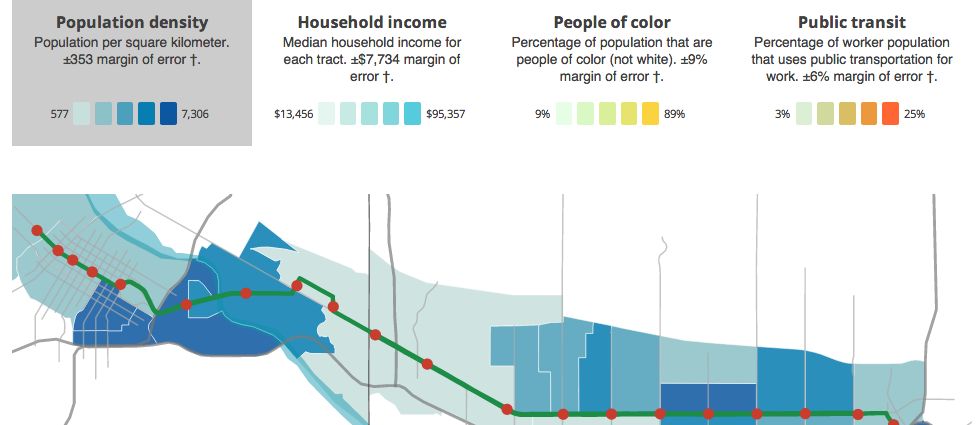 Population density
Population per square kilometer.
±353 margin of error †.
577
7,306
Household income
Median household income for
each tract. ±$7,734 margin of
error †.
$13,456
$95,357
People of color
Percentage of population that are
people of color (not white). ±9%
margin of error †.
9%
89%
Public transit
Percentage of worker population
that uses public transportation for
work. ±6% margin of error †.
3%
25%